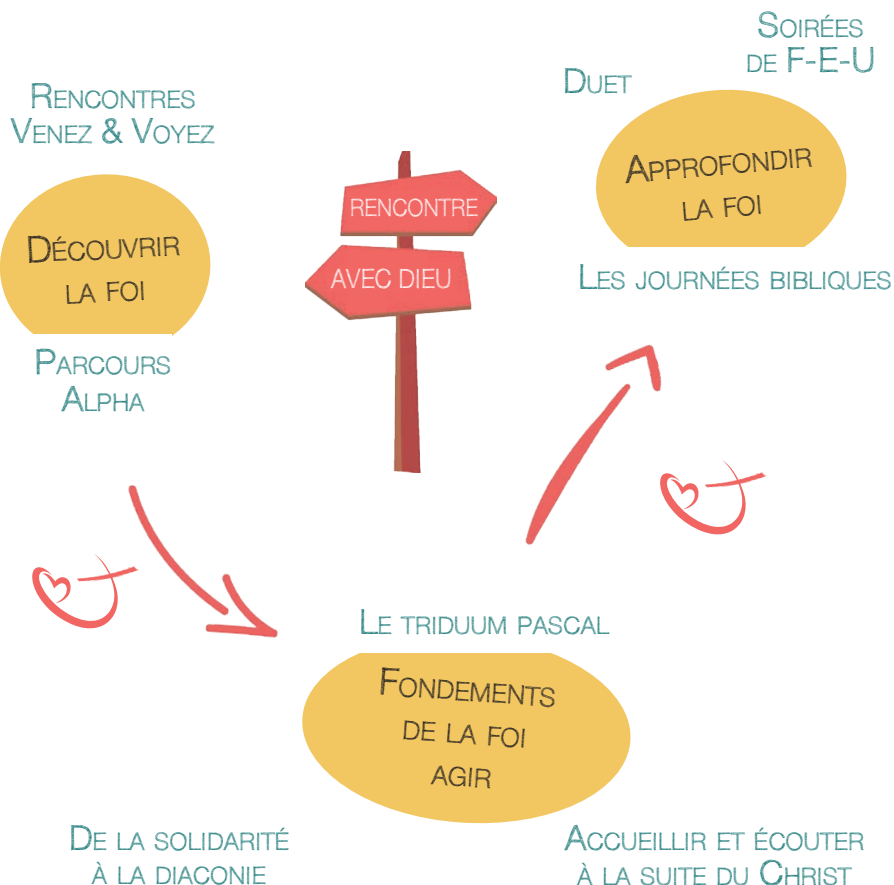 Rencontres
Venez & Voyez
Découvrir
la foi
Parcours
Alpha
RENCONTRE
AVEC DIEU
Soirées
de F-E-U
Duet
Approfondir
la foi
Les journées bibliques
Le triduum pascal
Fondements
de la foi
agir
De la solidarité
à la diaconie
Accueillir et écouter
à la suite du Christ